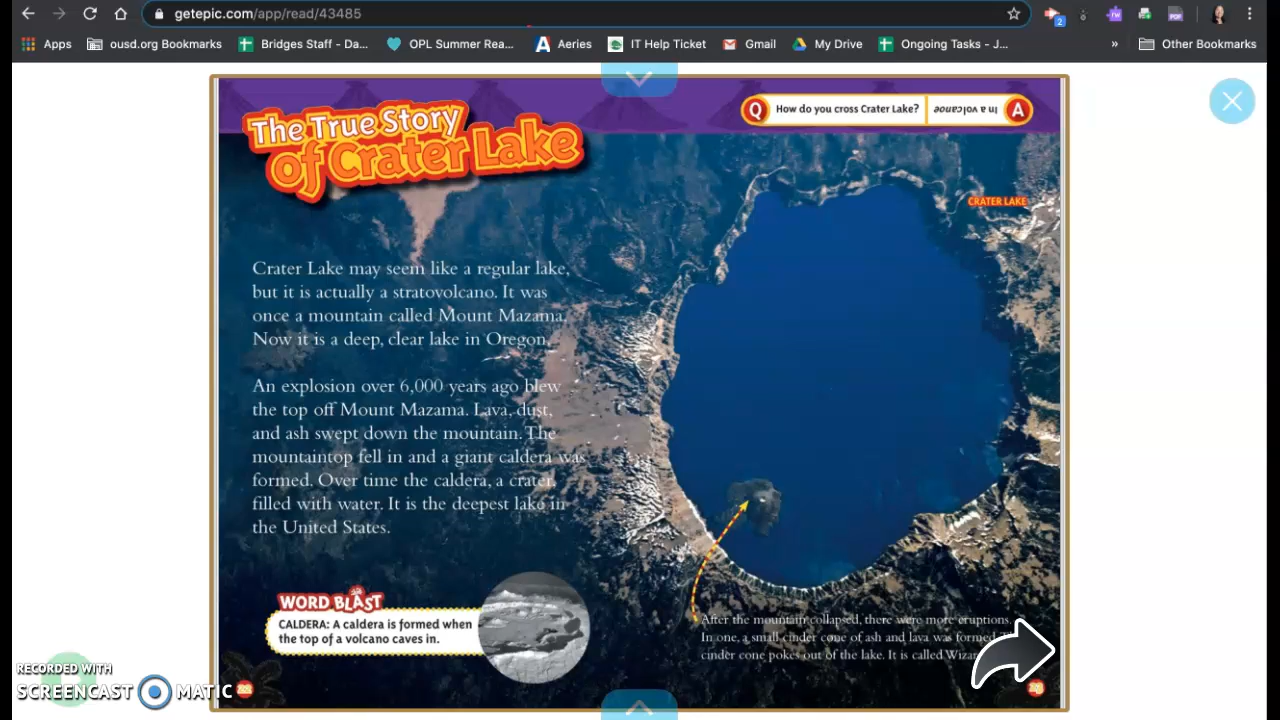 getepic.com/app/read/43485
2
TW
PDF
Apps
ousd.org Bookmarks
Bridges Staff - Da...
OPL Summer Rea...
Aeries
IT Help Ticket
Gmail
My Drive
Ongoing Tasks - J...
»
Other Bookmarks
The True Story
of Crater Lake
Q
How do you cross Crater Lake?
In a volcanoe
A
CRATER LAKE
Crater Lake may seem like a regular lake,
but it is actually a stratovolcano. It was
once a mountain called Mount Mazama.
Now it is a deep, clear lake in Oregon.
An explosion over 6,000 years ago blew
the top off Mount Mazama. Lava, dust,
and ash swept down the mountain. The
mountaintop fell in and a giant caldera was
formed. Over time the caldera, a crater,
filled with water. It is the deepest lake in
the United States.
WORD BLAST
CALDERA: A caldera is formed when
the top of a volcano caves in.
After the mountain collapsed, there were more eruptions.
In one, a small cinder cone of ash and lava was formed.
cinder cone pokes out of the lake. It is called
RECORDED WITH
SCREENCAST MATIC
22
23